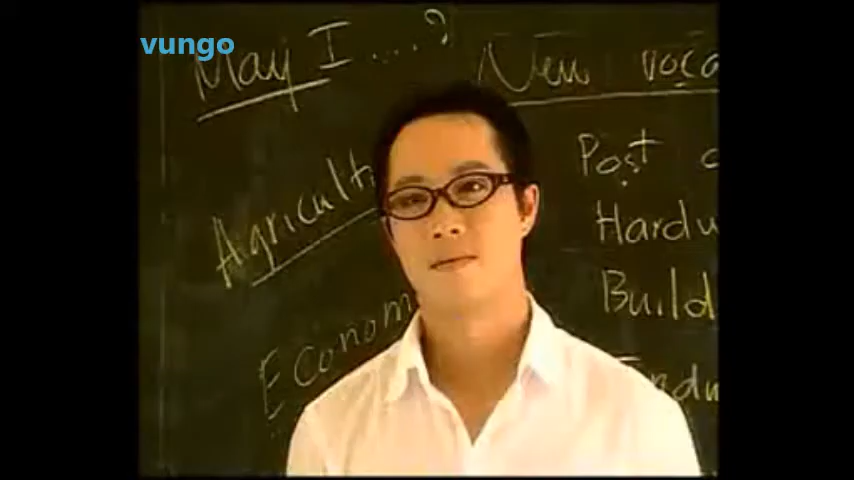 vungo
May I ....?
New voca
Agricult
Post
Hardw
Build
Econom